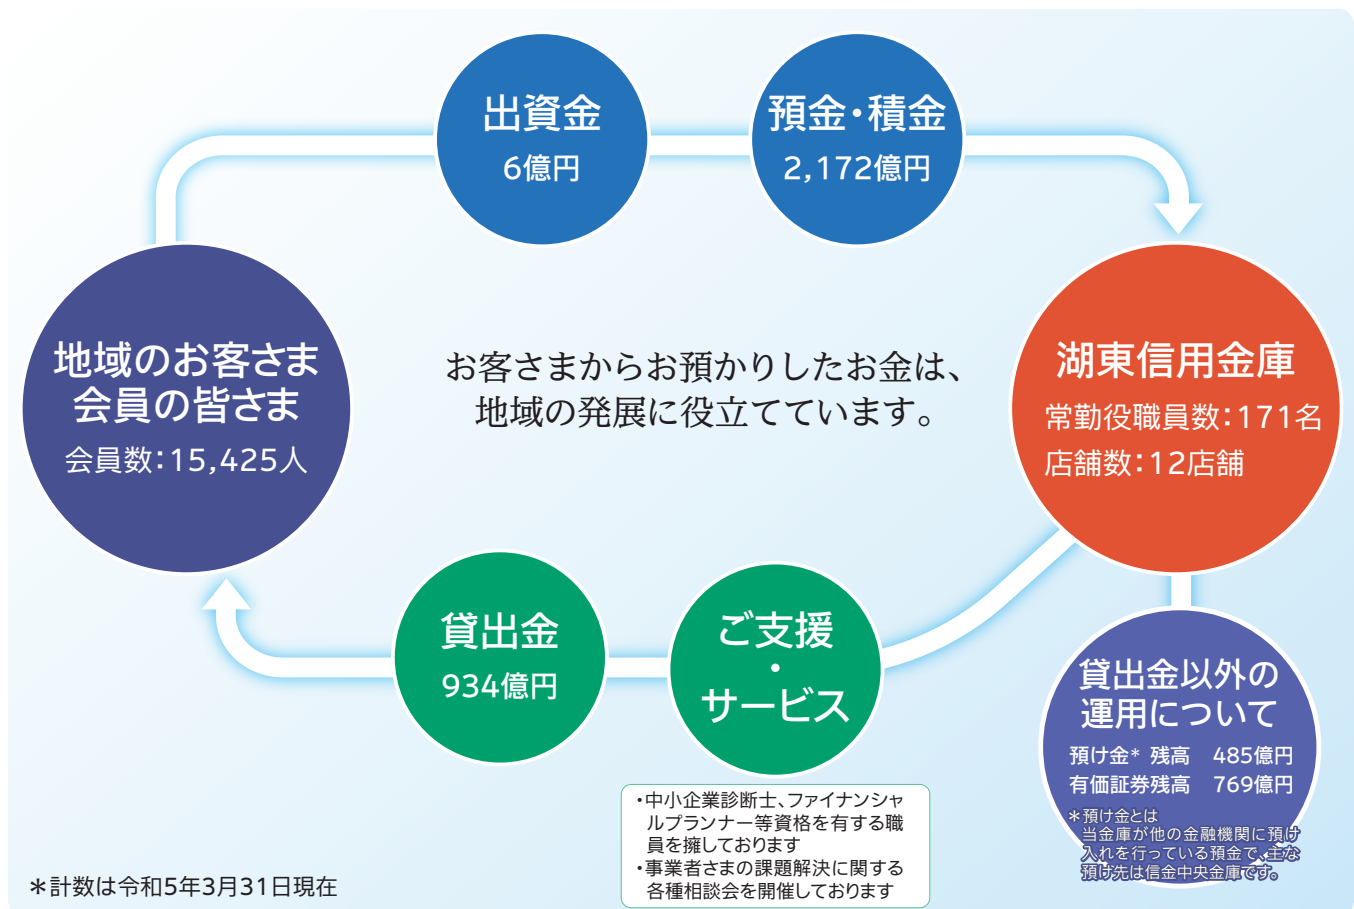 出資金
6億円
預金・積金
2,172億円
地域のお客さま
会員の皆さま
会員数：15,425人
お客さまからお預かりしたお金は、
地域の発展に役立てています。
湖東信用金庫
常勤役職員数：171名
店舗数：12店舗
貸出金
934億円
ご支援
・
サービス
・中小企業診断士、ファイナンシャ
ルプランナー等資格を有する職
員を擁しております
・事業者さまの課題解決に関する
各種相談会を開催しております
貸出金以外の
運用について
預け金* 残高　485億円
有価証券残高　769億円
＊預け金とは
当金庫が他の金融機関に預け
入れを行っている預金で、主な
預け先は信金中央金庫です。
＊計数は令和5年3月31日現在